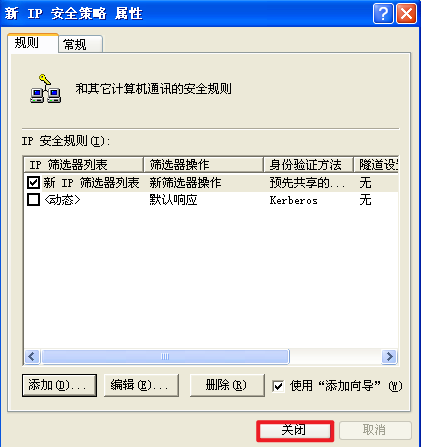 新 IP 安全策略 属性
规则 常规
和其它计算机通讯的安全规则
IP 安全规则(I):
IP 筛选器列表 筛选器操作 身份验证方法 隧道设
新 IP 筛选器列表 新筛选器操作 预先共享的... 无
<动态> 默认响应 Kerberos 无
添加(D)... 编辑(E)... 删除(R) 使用“添加向导”(W)
关闭 取消